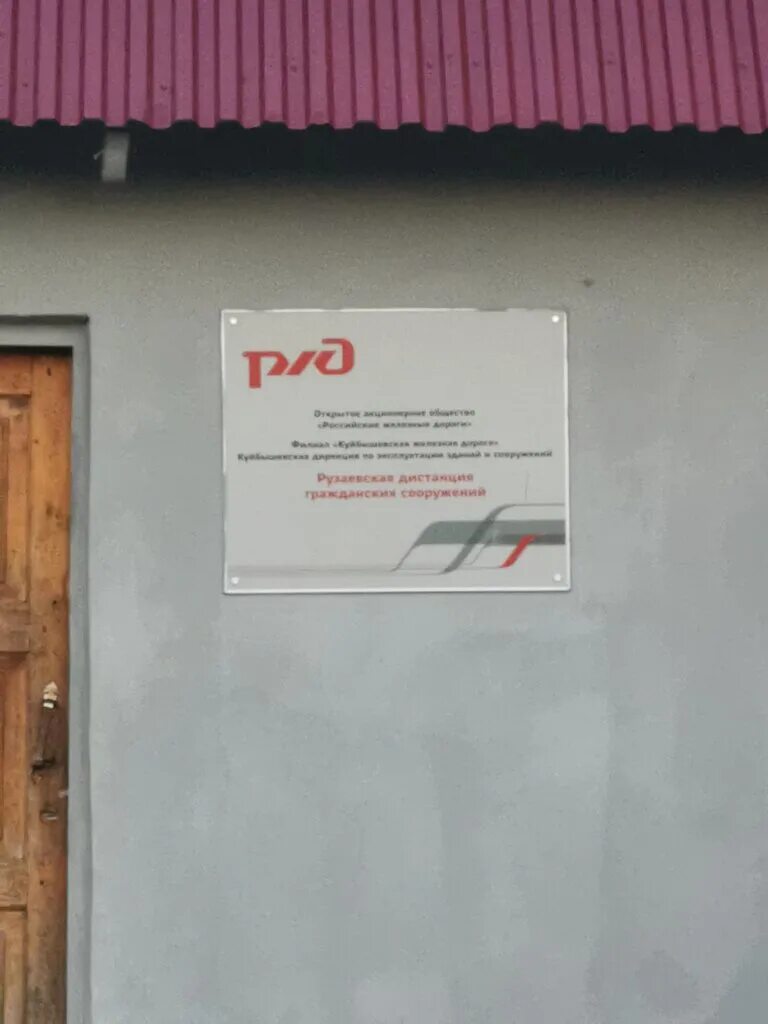 РЖД
Открытое акционерное общество
«Российские железные дороги»
Филиал «Куйбышевская железная дорога»
Куйбышевская дирекция по эксплуатации зданий и сооружений
Рузаевская дистанция
гражданских сооружений